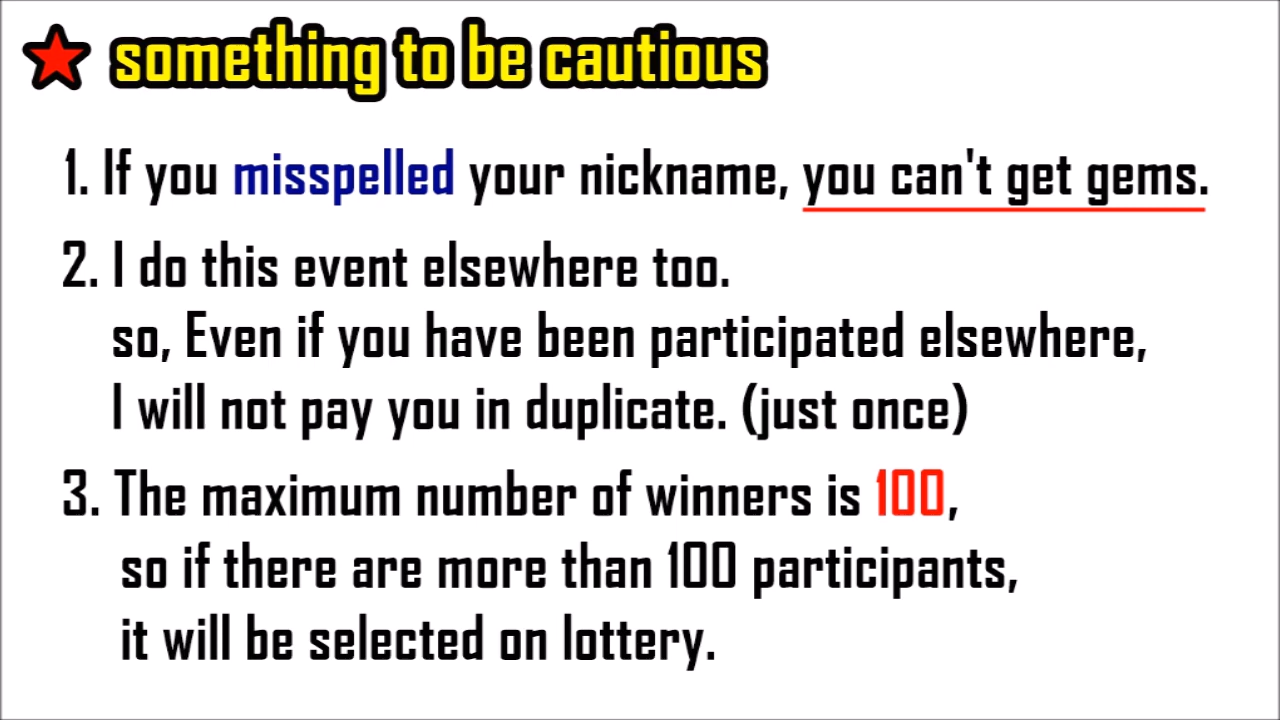 something to be cautious
1. If you misspelled your nickname, you can't get gems.
2. I do this event elsewhere too.
so, Even if you have been participated elsewhere,
I will not pay you in duplicate. (just once)
3. The maximum number of winners is 100,
so if there are more than 100 participants,
it will be selected on lottery.